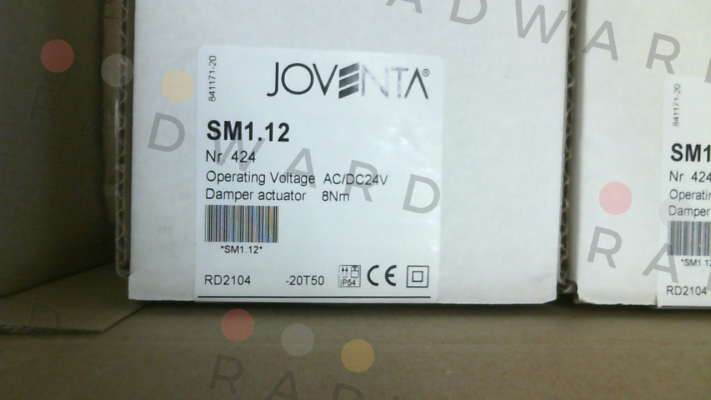 841171-20
JOVENTA®
SM1.12
Nr. 424
Operating Voltage AC/DC24V
Damper actuator 8Nm
*SM1.12*
RD2104 -20T50 IP54 CE
841171-20
SM1
Nr. 424
Damper
*SM1.12
RD2104
RADWARD
RADWARD